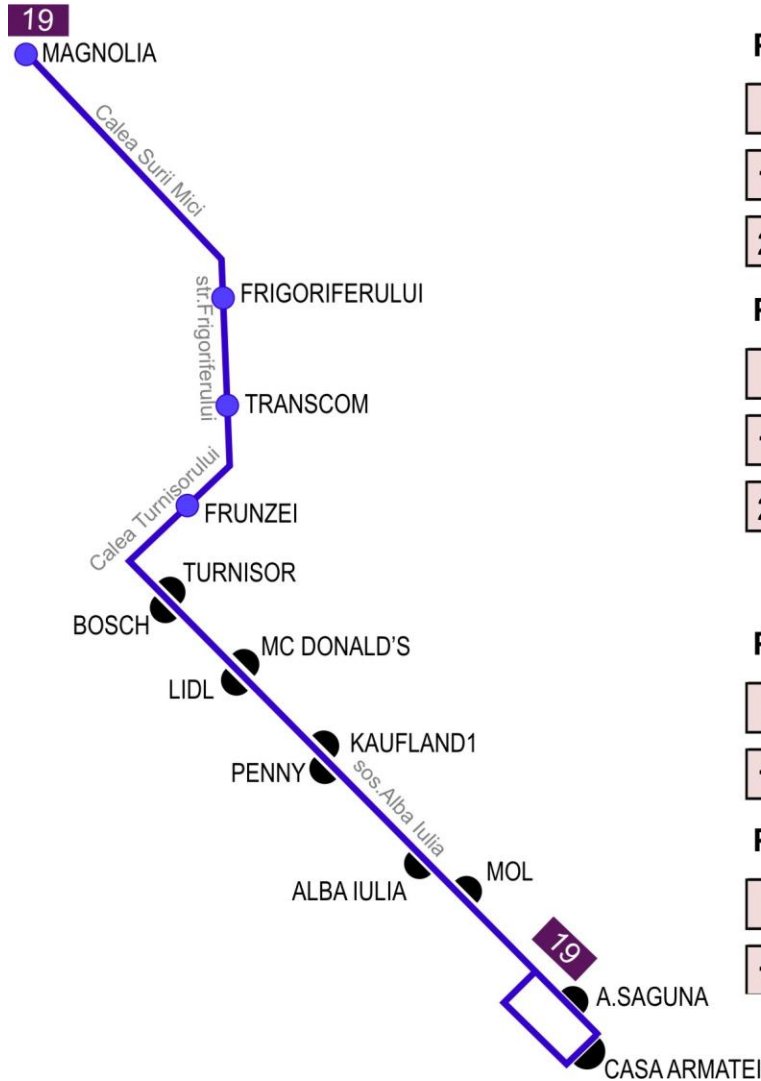 19
MAGNOLIA
Calea Surii Mici
FRIGORIFERULUI
str.Frigoriferului
TRANSCOM
Calea Turnisorului
FRUNZEI
TURNISOR
BOSCH
MC DONALD'S
LIDL
KAUFLAND1
PENNY
sos.Alba Iulia
ALBA IULIA
MOL
19
A.SAGUNA
CASA ARMATEI